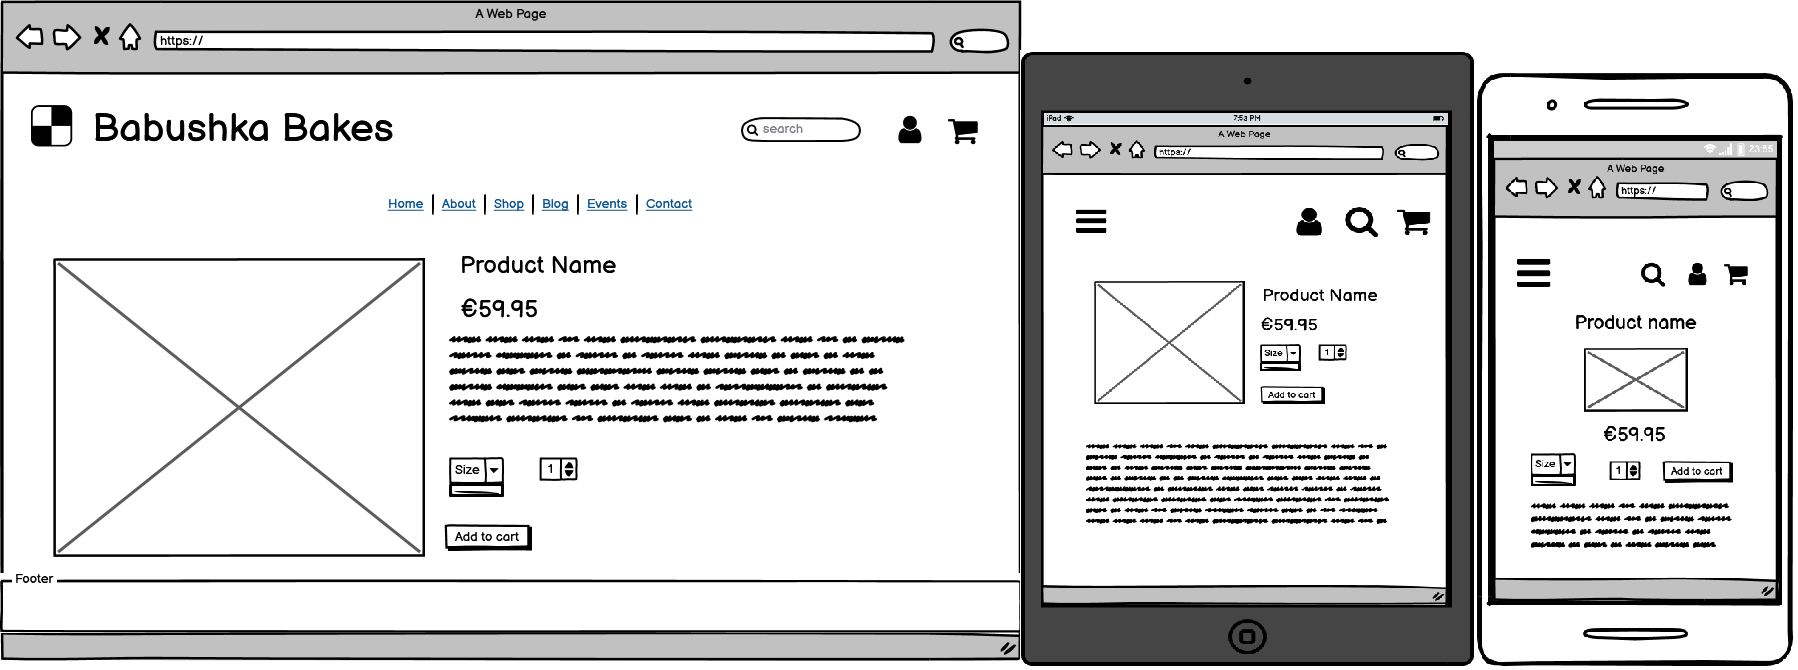 A Web Page
https://
Babushka Bakes
search
Home About Shop Blog Events Contact
Product Name
€59.95
Size 1
Add to cart
Footer
iPad 7:53 PM
A Web Page
https://
Product Name
€59.95
Size 1
Add to cart
23:55
A Web Page
https://
Product name
€59.95
Size 1 Add to cart